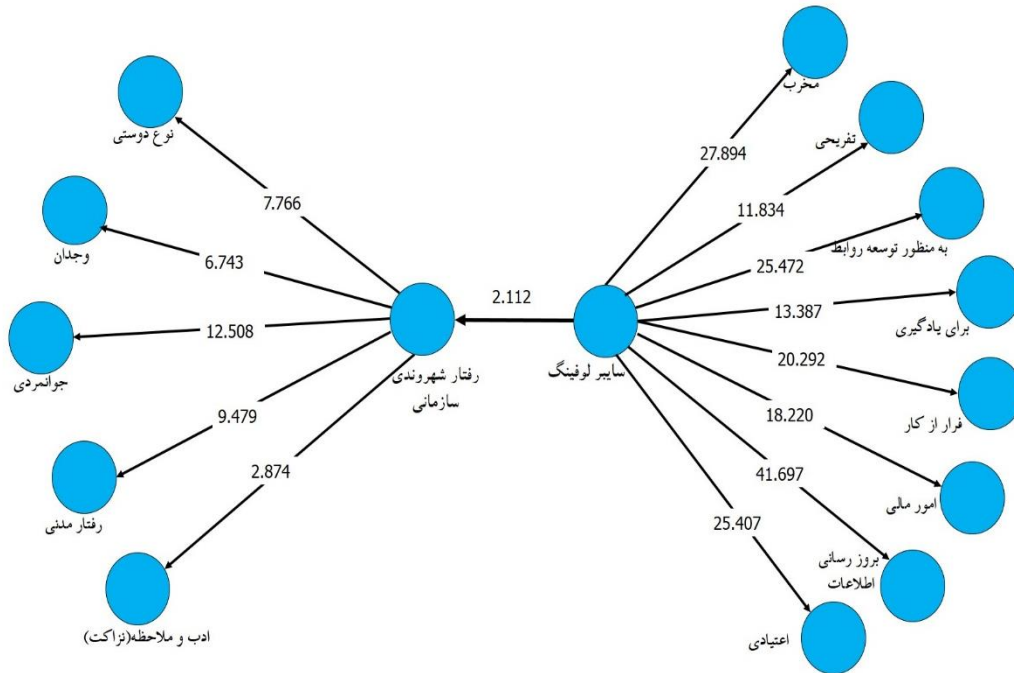 مخرب
27.894
تفریحی
11.834
به منظور توسعه روابط
25.472
برای یادگیری
13.387
فرار از کار
20.292
امور مالی
18.220
بروز رسانی
اطلاعات
41.697
اعتیادی
25.407
سایبر لوفینگ
2.112
رفتار شهروندی
سازمانی
نوع دوستی
7.766
وجدان
6.743
جوانمردی
12.508
رفتار مدنی
9.479
ادب و ملاحظه(نزاکت)
2.874